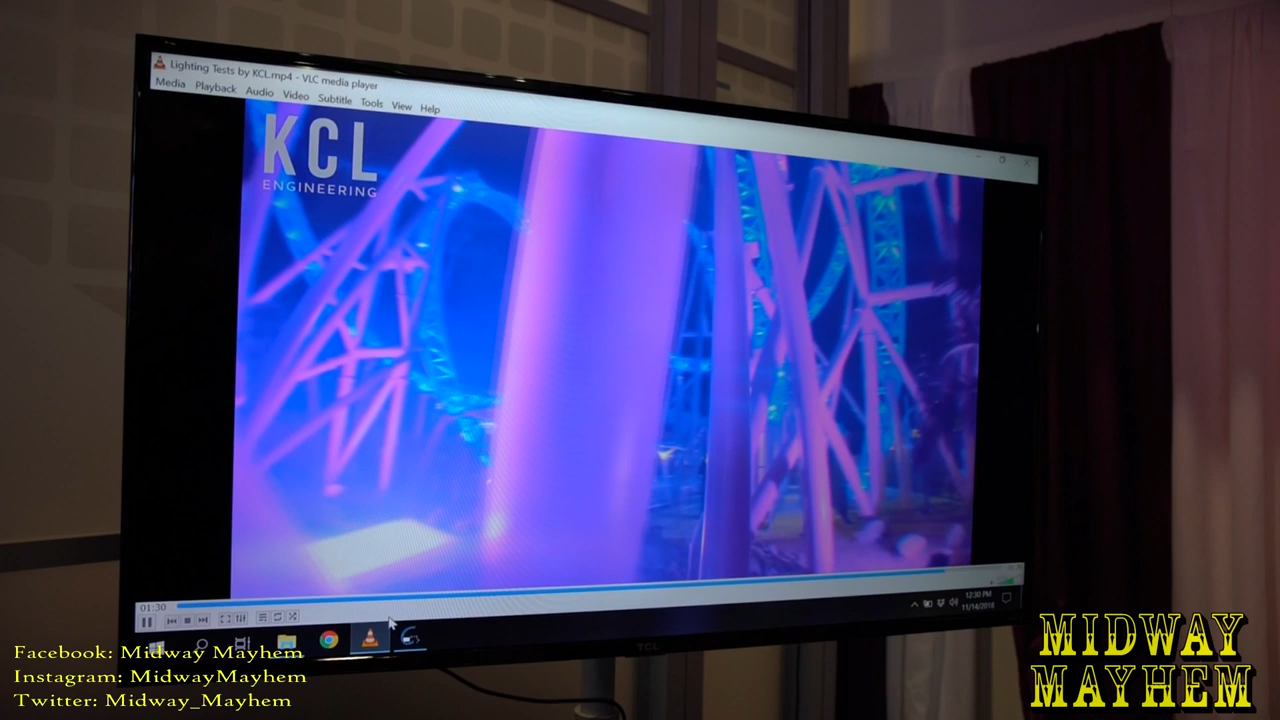 Lighting Tests by KCL.mp4 - VLC media player
Media Playback Audio Video Subtitle Tools View Help
KCL
ENGINEERING
01:30
12:30 PM
11/14/2018
TCL
Facebook: Midway Mayhem
Instagram: MidwayMayhem
Twitter: Midway_Mayhem
MIDWAY
MAYHEM